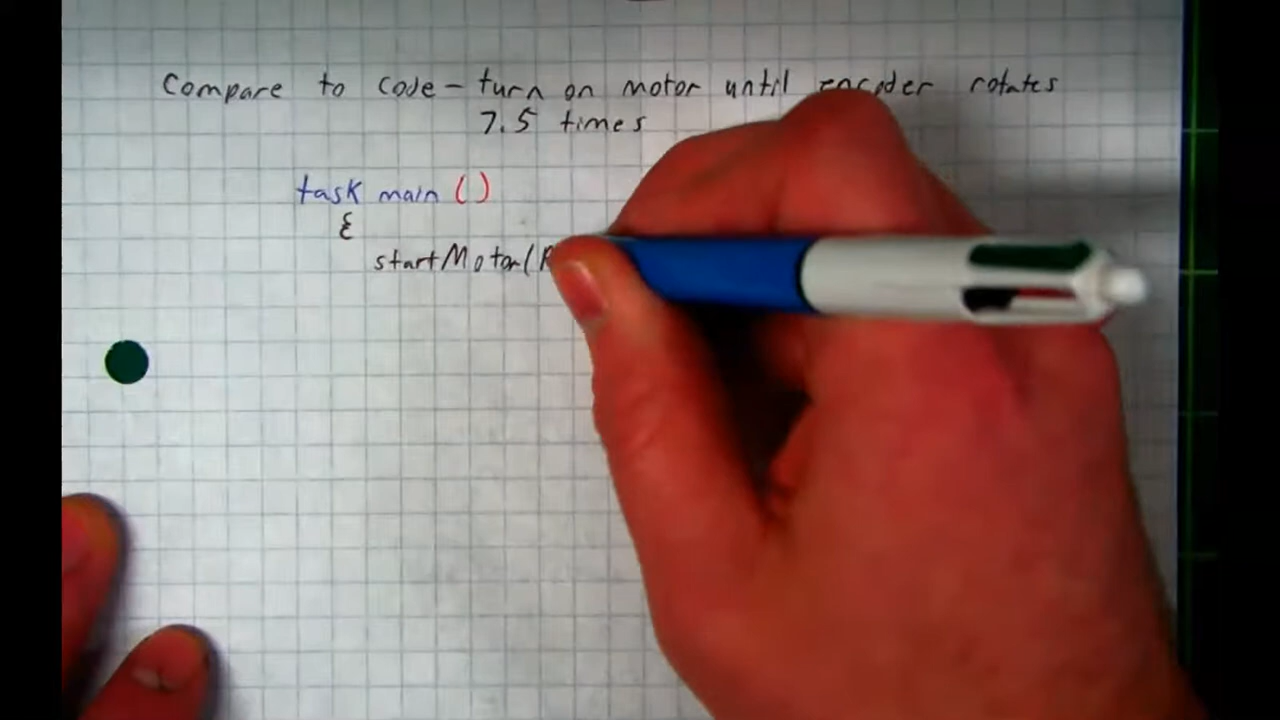 Compare to code - turn on motor until encoder rotates
7.5 times
task main ()
{
startMotor(